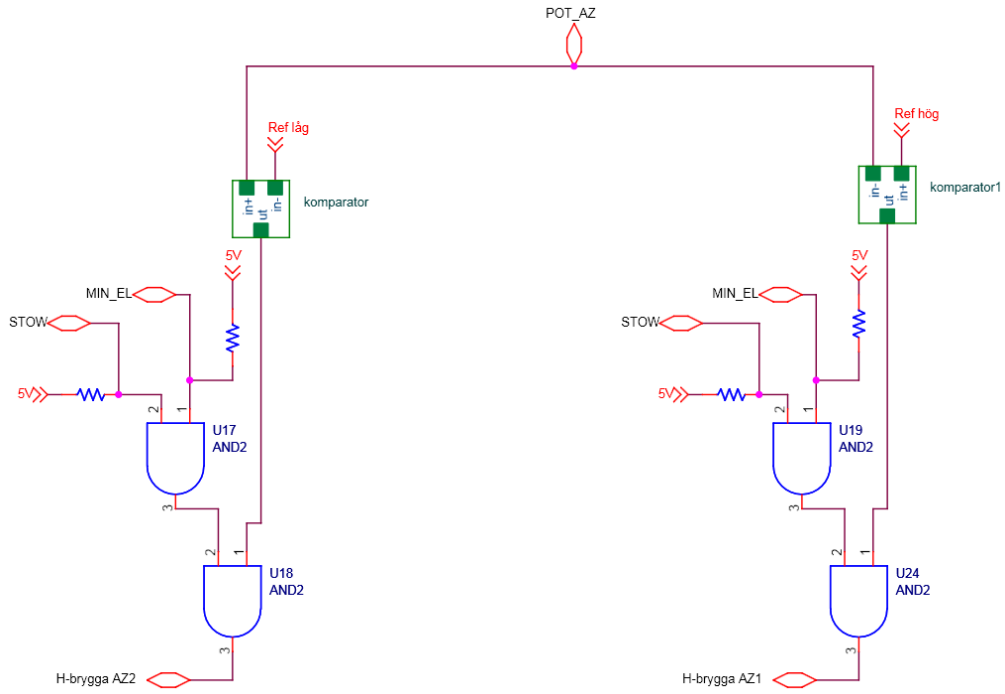 POT_AZ
Ref låg
Ref hög
in+
in-
ut
komparator
in-
in+
ut
komparator1
5V
5V
MIN_EL
MIN_EL
STOW
STOW
5V
5V
2
1
2
1
U17
AND2
U19
AND2
3
3
2
1
2
1
U18
AND2
U24
AND2
3
3
H-brygga AZ2
H-brygga AZ1